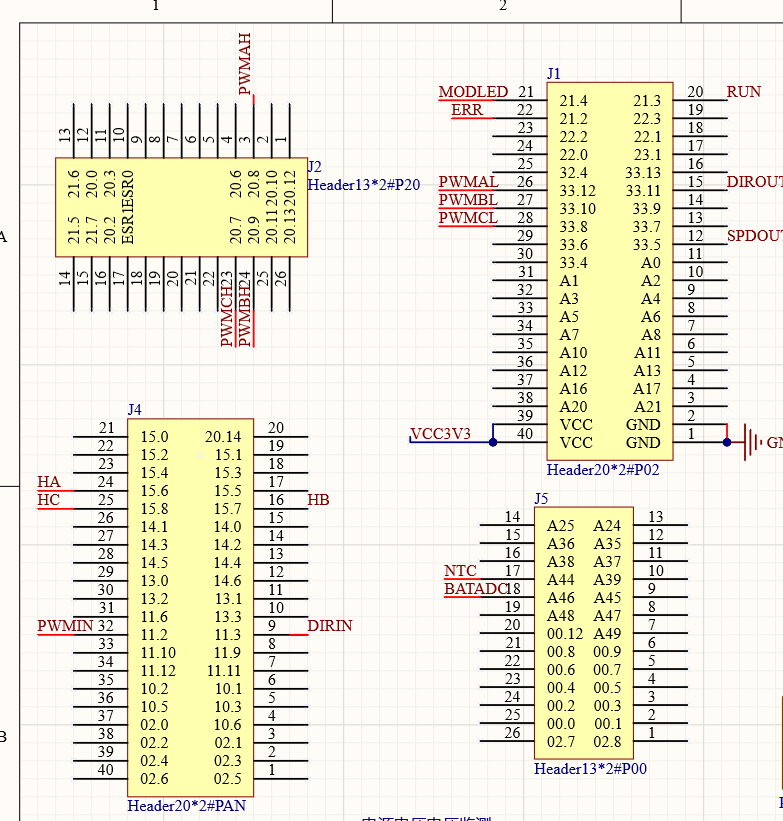 1
2
A
B
PWMAH
13 12 11 10 9 8 7 6 5 4 3 2 1
J2
Header13*2#P20
21.6 20.0 20.3 ESR0 20.6 20.8 20.10 20.12
21.5 21.7 20.2 ESR1 20.7 20.9 20.11 20.13
14 15 16 17 18 19 20 21 22 23 24 25 26
PWMCH
PWMBH
J1
MODLED 21 21.4 21.3 20 RUN
ERR 22 21.2 22.3 19
23 22.2 22.1 18
24 22.0 23.1 17
25 32.4 33.13 16
PWMAL 26 33.12 33.11 15 DIROUT
PWMBL 27 33.10 33.9 14
PWMCL 28 33.8 33.7 13
29 33.6 33.5 12 SPDOUT
30 33.4 A0 11
31 A1 A2 10
32 A3 A4 9
33 A5 A6 8
34 A7 A8 7
35 A10 A11 6
36 A12 A13 5
37 A16 A17 4
38 A20 A21 3
39 VCC GND 2
VCC3V3 40 VCC GND 1
Header20*2#P02
J4
21 15.0 20.14 20
22 15.2 15.1 19
23 15.4 15.3 18
HA 24 15.6 15.5 17
HC 25 15.8 15.7 16 HB
26 14.1 14.0 15
27 14.3 14.2 14
28 14.5 14.4 13
29 13.0 14.6 12
30 13.2 13.1 11
31 11.6 13.3 10
PWMIN 32 11.2 11.3 9 DIRIN
33 11.10 11.9 8
34 11.12 11.11 7
35 10.2 10.1 6
36 10.5 10.3 5
37 02.0 10.6 4
38 02.2 02.1 3
39 02.4 02.3 2
40 02.6 02.5 1
Header20*2#PAN
J5
14 A25 A24 13
15 A36 A35 12
16 A38 A37 11
NTC 17 A44 A39 10
BATADC 18 A46 A45 9
19 A48 A47 8
20 00.12 A49 7
21 00.8 00.9 6
22 00.6 00.7 5
23 00.4 00.5 4
24 00.2 00.3 3
25 00.0 00.1 2
26 02.7 02.8 1
Header13*2#P00